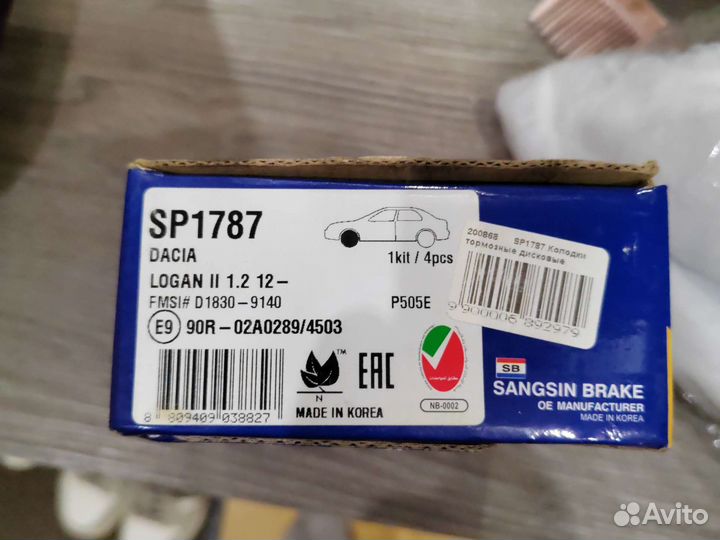 SP1787
DACIA
1kit / 4pcs
LOGAN II 1.2 12-
FMSI# D1830-9140
P505E
E9 90R-02A0289/4503
8 809409 038827
TM
N
EAC
MADE IN KOREA
NB-0002
200868 SP1787 Колодки
тормозные дисковые
9 900006 892979
SB
SANGSIN BRAKE
OE MANUFACTURER
MADE IN KOREA
Avito